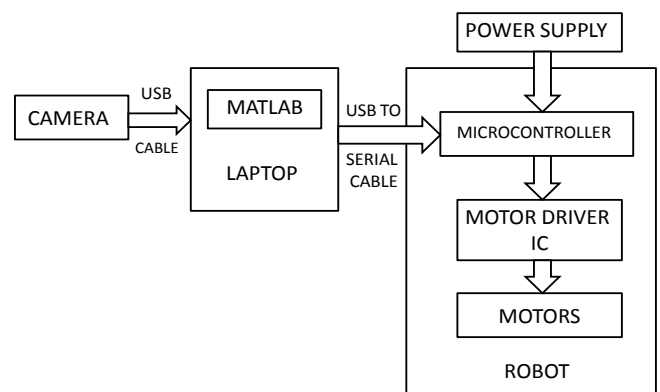 POWER SUPPLY
CAMERA
USB
CABLE
MATLAB
LAPTOP
USB TO
SERIAL
CABLE
MICROCONTROLLER
MOTOR DRIVER
IC
MOTORS
ROBOT